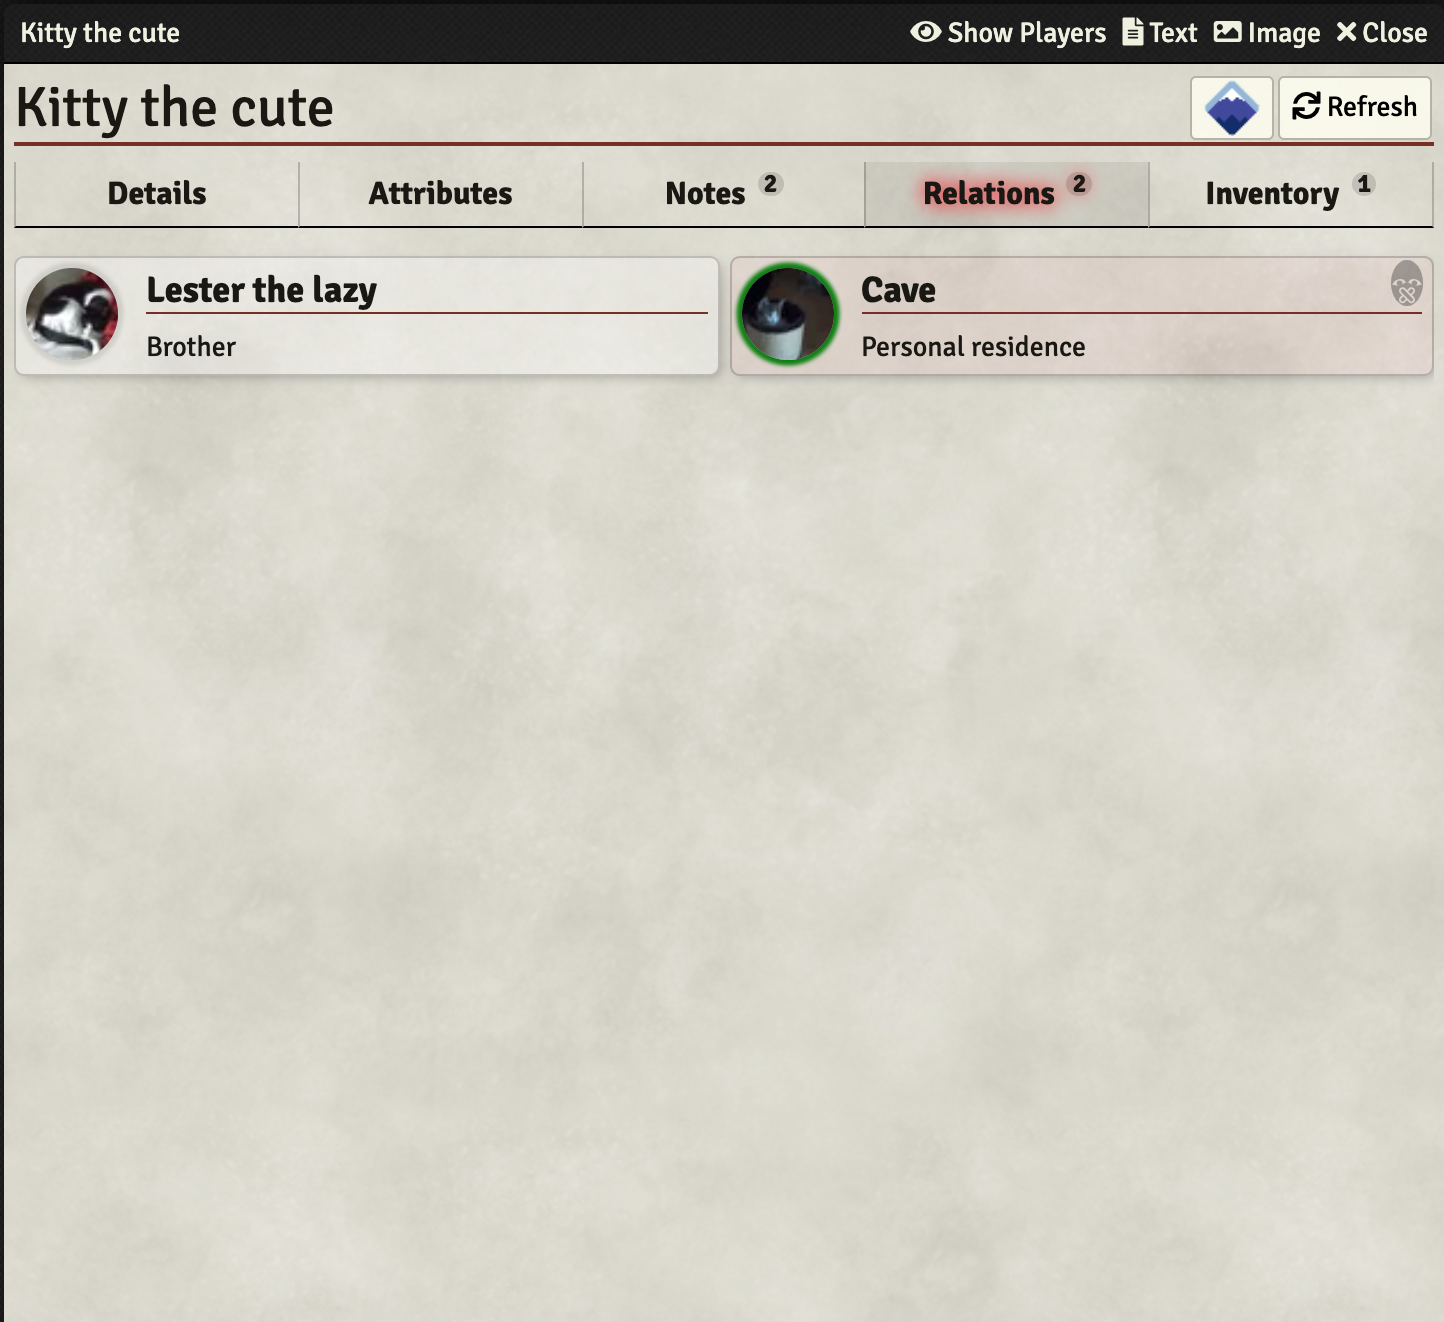 Kitty the cute Show Players Text Image Close
Kitty the cute Refresh
Details Attributes Notes 2 Relations 2 Inventory 1
Lester the lazy
Brother
Cave
Personal residence